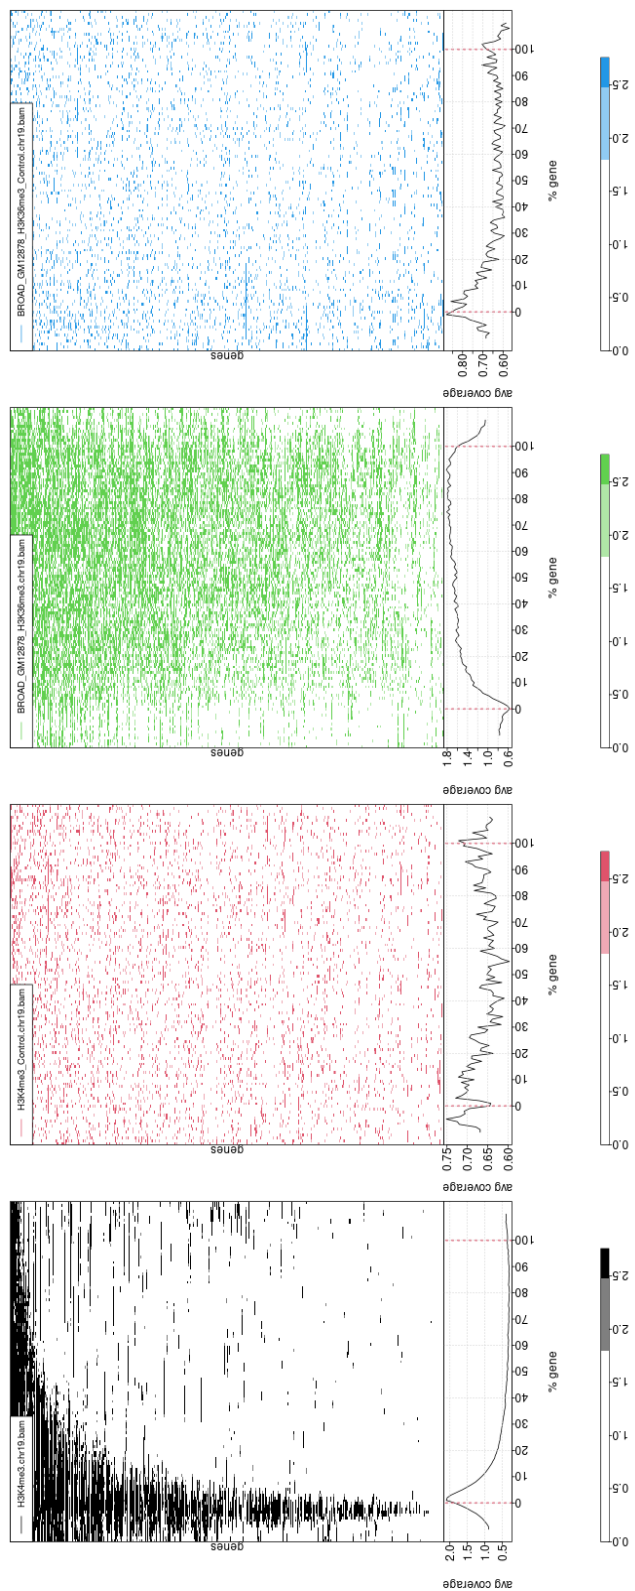 H3K4me3.chr19.bam
genes
avg coverage
2.0
1.5
1.0
0.5
0 10 20 30 40 50 60 70 80 90 100
% gene
0.0 0.5 1.0 1.5 2.0 2.5
H3K4me3_Control.chr19.bam
genes
avg coverage
0.75
0.70
0.65
0.60
0 10 20 30 40 50 60 70 80 90 100
% gene
0.0 0.5 1.0 1.5 2.0 2.5
BROAD_GM12878_H3K36me3.chr19.bam
genes
avg coverage
1.8
1.4
1.0
0.6
0 10 20 30 40 50 60 70 80 90 100
% gene
0.0 0.5 1.0 1.5 2.0 2.5
BROAD_GM12878_H3K36me3_Control.chr19.bam
genes
avg coverage
0.80
0.70
0.60
0 10 20 30 40 50 60 70 80 90 100
% gene
0.0 0.5 1.0 1.5 2.0 2.5